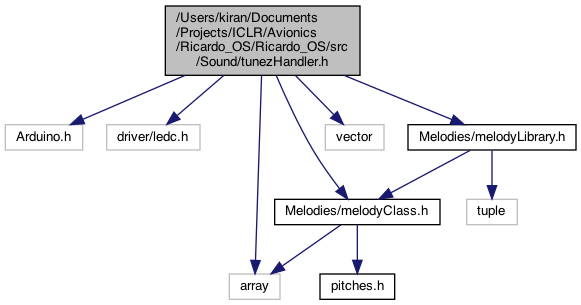 /Users/kiran/Documents
/Projects/ICLR/Avionics
/Ricardo_OS/Ricardo_OS/src
/Sound/tunezHandler.h
Arduino.h
driver/ledc.h
vector
Melodies/melodyLibrary.h
Melodies/melodyClass.h
tuple
array
pitches.h